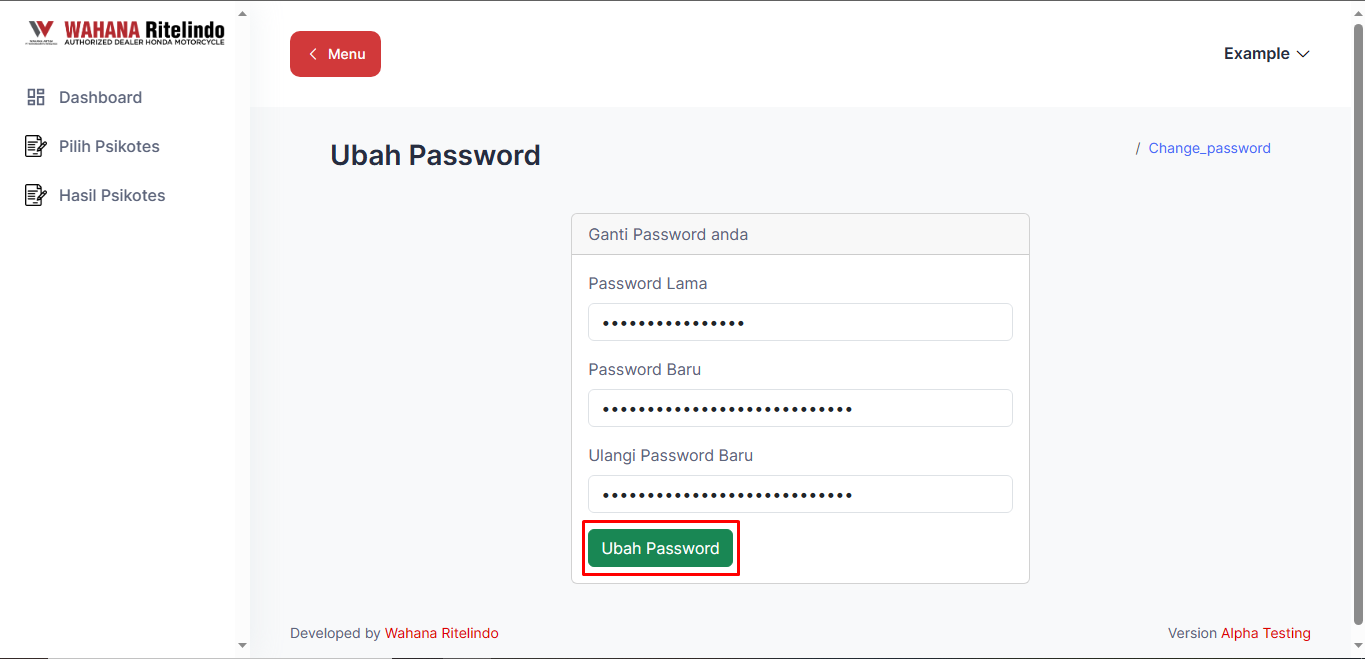 WAHANA Ritelindo
AUTHORIZED DEALER HONDA MOTORCYCLE
Dashboard
Pilih Psikotes
Hasil Psikotes
Menu
Example
Ubah Password
/ Change_password
Ganti Password anda
Password Lama
••••••••••••••••
Password Baru
••••••••••••••••••••••••••••
Ulangi Password Baru
••••••••••••••••••••••••••••
Ubah Password
Developed by Wahana Ritelindo
Version Alpha Testing